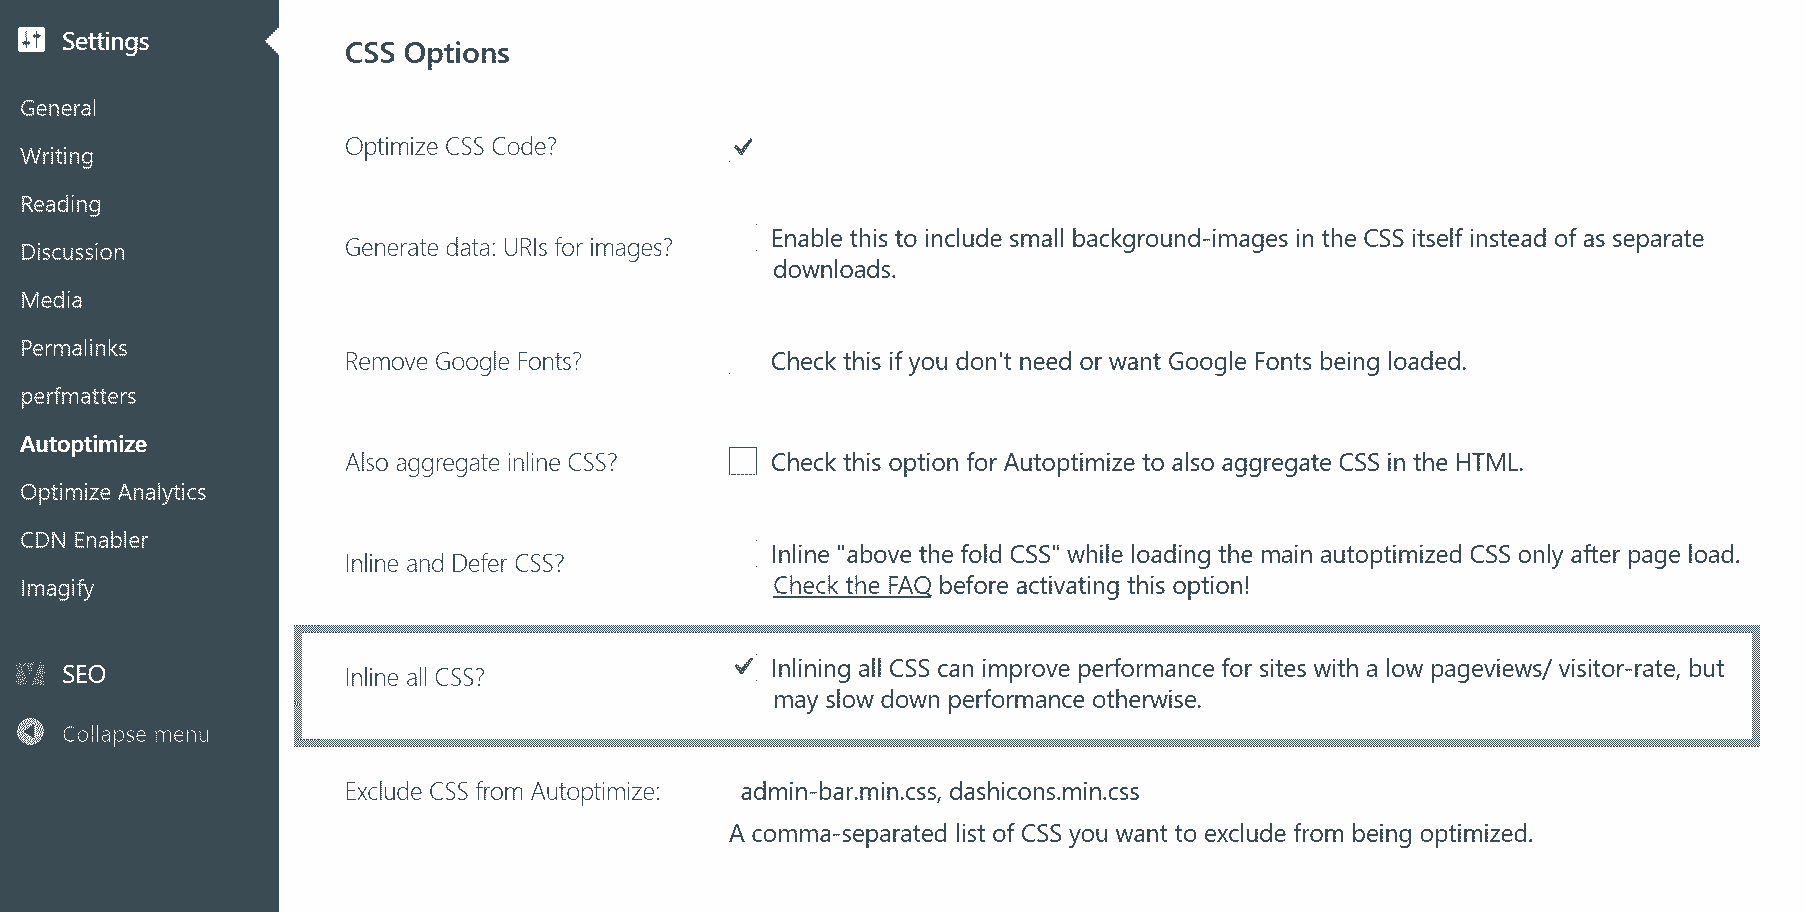 Settings
General
Writing
Reading
Discussion
Media
Permalinks
perfmatters
Autoptimize
Optimize Analytics
CDN Enabler
Imagify
SEO
Collapse menu
CSS Options
Optimize CSS Code?
Generate data: URIs for images?
Enable this to include small background-images in the CSS itself instead of as separate
downloads.
Remove Google Fonts?
Check this if you don't need or want Google Fonts being loaded.
Also aggregate inline CSS?
Check this option for Autoptimize to also aggregate CSS in the HTML.
Inline and Defer CSS?
Inline "above the fold CSS" while loading the main autoptimized CSS only after page load.
Check the FAQ before activating this option!
Inline all CSS?
Inlining all CSS can improve performance for sites with a low pageviews/ visitor-rate, but
may slow down performance otherwise.
Exclude CSS from Autoptimize:
admin-bar.min.css, dashicons.min.css
A comma-separated list of CSS you want to exclude from being optimized.